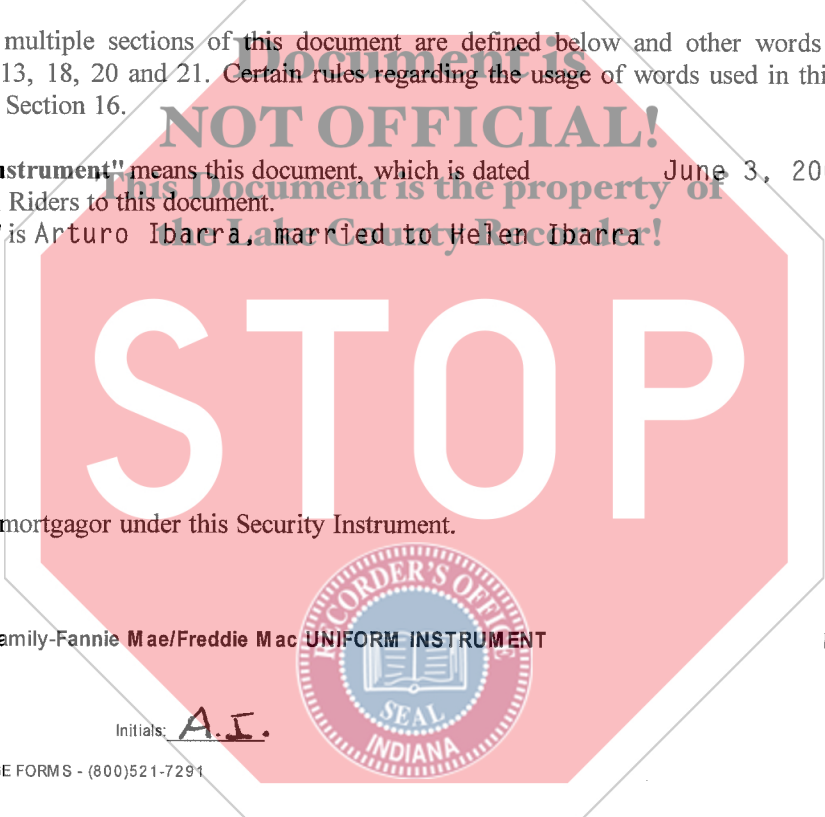 multiple sections of this document are defined below and other words
Document is
13, 18, 20 and 21. Certain rules regarding the usage of words used in
Section 16.
NOT OFFICIAL!
means this document, which is dated June 3, 20
This Document is the property of
Riders to this document.
is Arturo Ibarra, married to Helen Ibarra
the Lake County Recorder!
STOP
mortgagor under this Security Instrument.
RECORDER'S OFFICE
SEAL
INDIANA
Fannie Mae/Freddie Mac UNIFORM INSTRUMENT
Initials: A.I.
FORMS - (800)521-7291